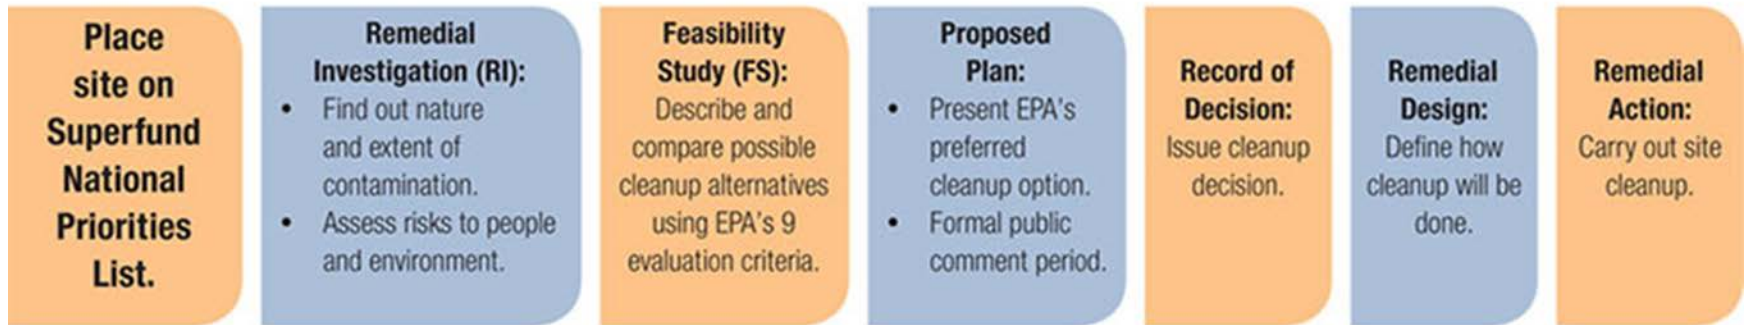 Place
site on
Superfund
National
Priorities
List.
Remedial
Investigation (RI):
• Find out nature
and extent of
contamination.
• Assess risks to people
and environment.
Feasibility
Study (FS):
Describe and
compare possible
cleanup alternatives
using EPA's 9
evaluation criteria.
Proposed
Plan:
• Present EPA's
preferred
cleanup option.
• Formal public
comment period.
Record of
Decision:
Issue cleanup
decision.
Remedial
Design:
Define how
cleanup will be
done.
Remedial
Action:
Carry out site
cleanup.